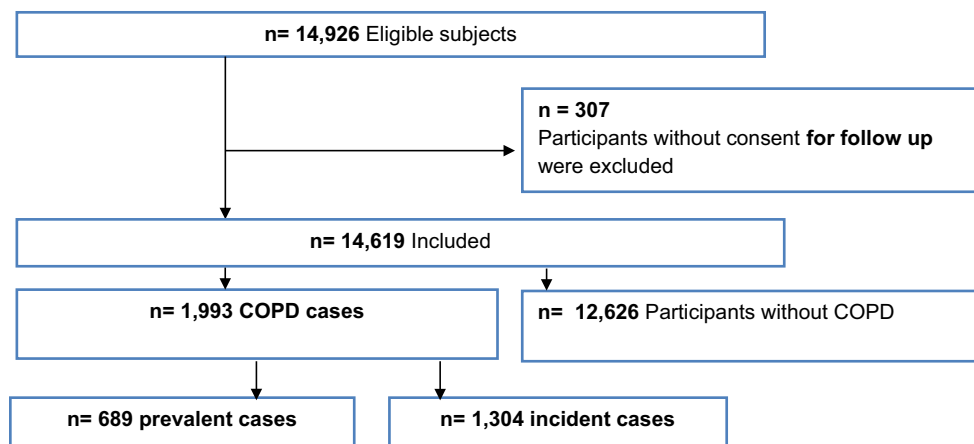 n= 14,926 Eligible subjects
n = 307
Participants without consent for follow up
were excluded
n= 14,619 Included
n= 1,993 COPD cases
n= 12,626 Participants without COPD
n= 689 prevalent cases
n= 1,304 incident cases